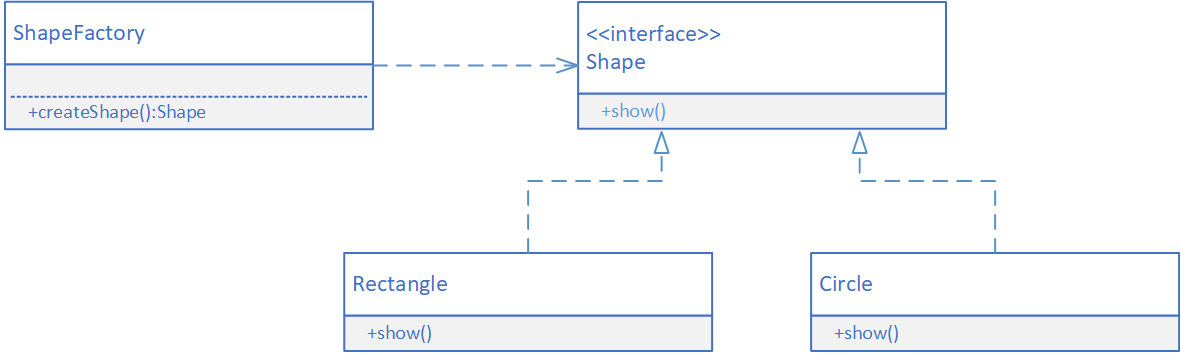 ShapeFactory
+createShape():Shape
<<interface>>
Shape
+show()
Rectangle
+show()
Circle
+show()